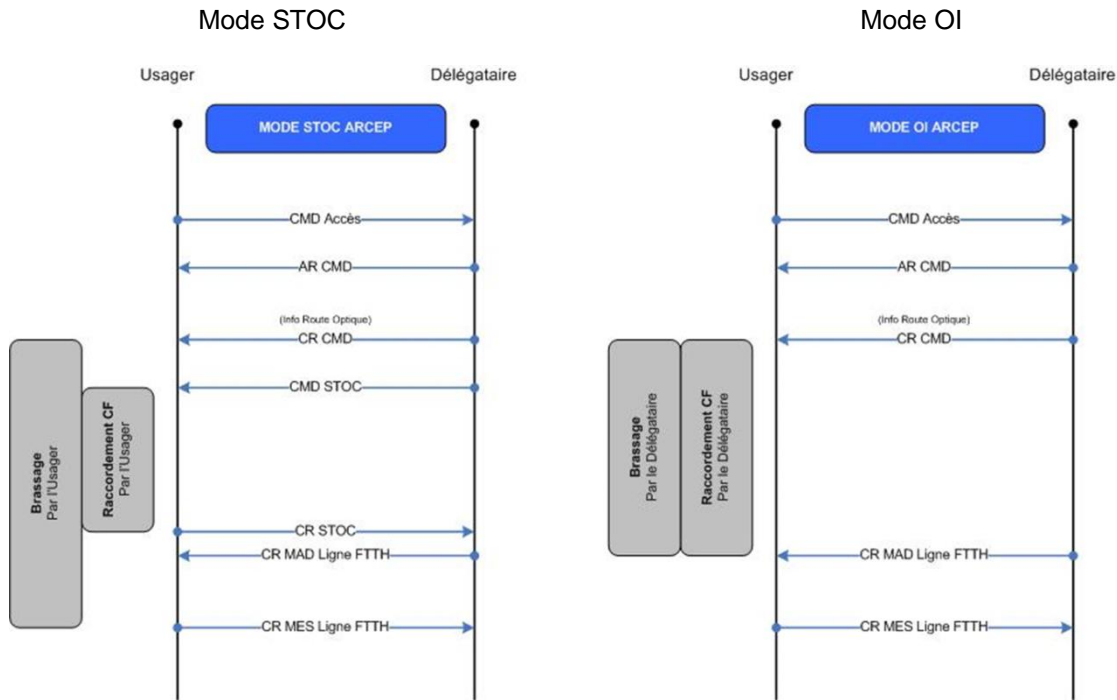 Mode STOC
Usager
Délégataire
MODE STOC ARCEP
CMD Accès
AR CMD
(Info Route Optique)
CR CMD
CMD STOC
Brassage
Par l'Usager
Raccordement CF
Par l'Usager
CR STOC
CR MAD Ligne FTTH
CR MES Ligne FTTH
Mode OI
Usager
Délégataire
MODE OI ARCEP
CMD Accès
AR CMD
(Info Route Optique)
CR CMD
Brassage
Par le Délégataire
Raccordement CF
Par le Délégataire
CR MAD Ligne FTTH
CR MES Ligne FTTH